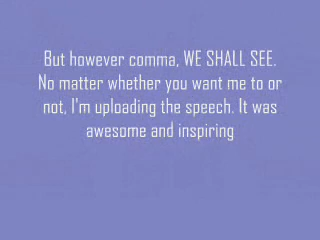 But however comma, WE SHALL SEE.
No matter whether you want me to or
not, I'm uploading the speech. It was
awesome and inspiring